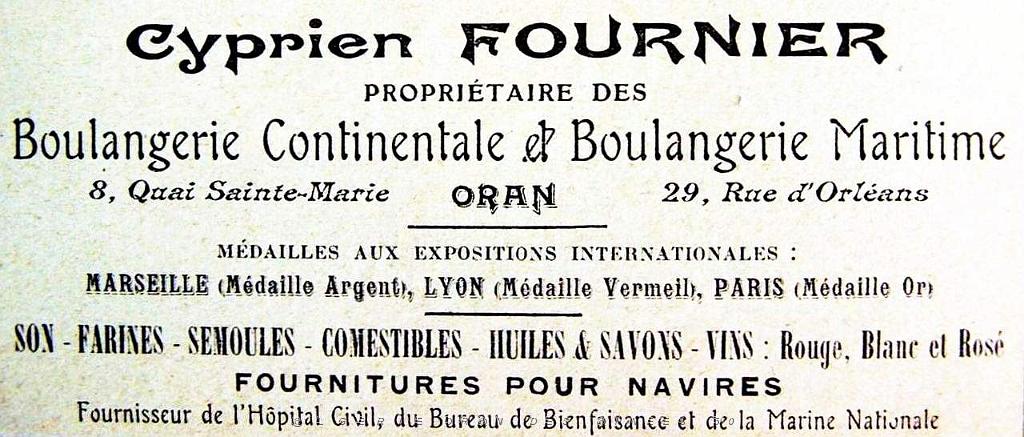 Cyprien FOURNIER
PROPRIÉTAIRE DES
Boulangerie Continentale & Boulangerie Maritime
8, Quai Sainte-Marie ORAN 29, Rue d'Orléans
MÉDAILLES AUX EXPOSITIONS INTERNATIONALES :
MARSEILLE (Médaille Argent), LYON (Médaille Vermeil), PARIS (Médaille Or)
SON - FARINES - SEMOULES - COMESTIBLES - HUILES & SAVONS - VINS : Rouge, Blanc et Rosé
FOURNITURES POUR NAVIRES
Fournisseur de l'Hôpital Civil, du Bureau de Bienfaisance et de la Marine Nationale